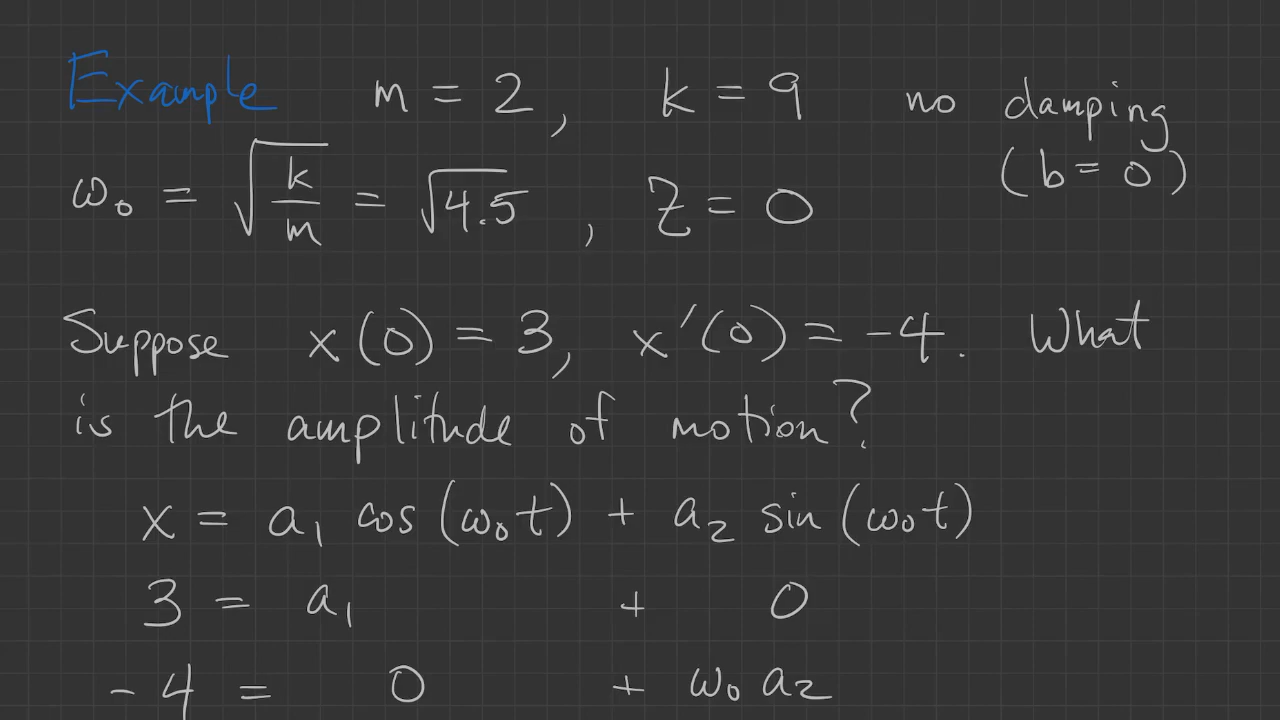 Example m = 2, k = 9 no damping
(b = 0)
ω₀ = √(k/m) = √4.5, ζ = 0
Suppose x(0) = 3, x'(0) = -4. What
is the amplitude of motion?
x = a₁ cos(ω₀t) + a₂ sin(ω₀t)
3 = a₁ + 0
-4 = 0 + ω₀ a₂